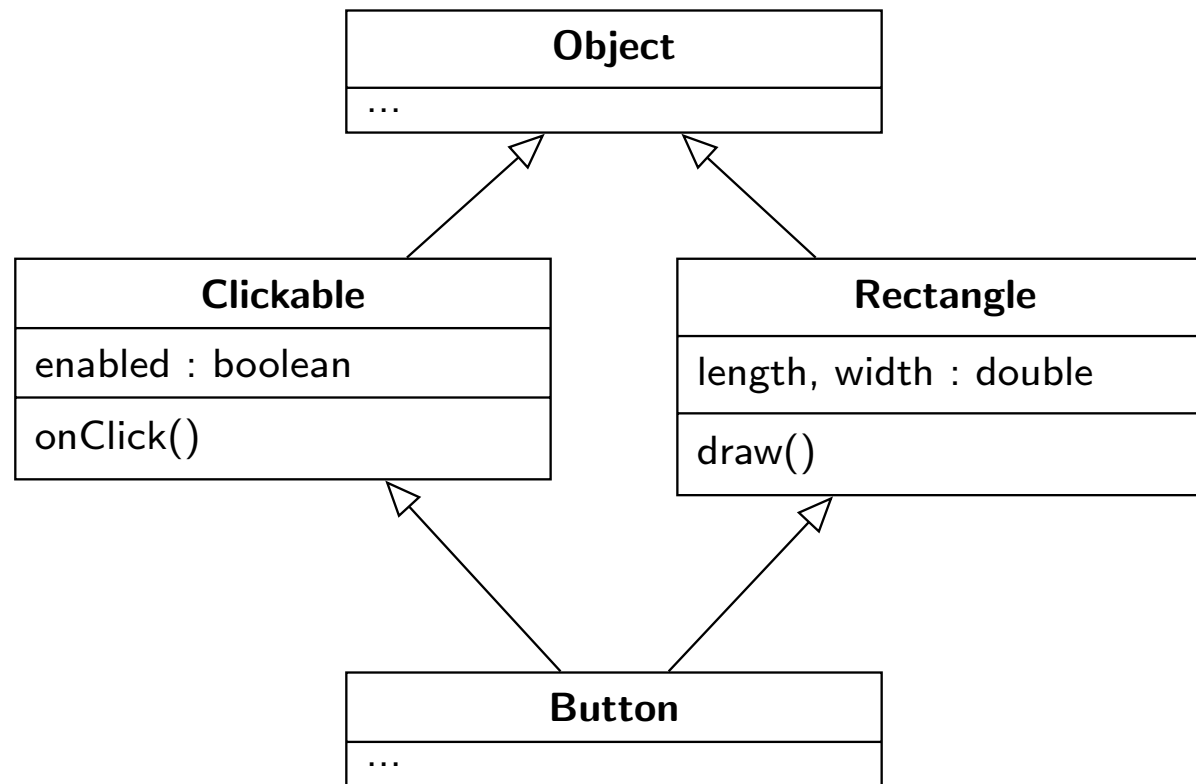 Object
...
Clickable
enabled : boolean
onClick()
Rectangle
length, width : double
draw()
Button
...